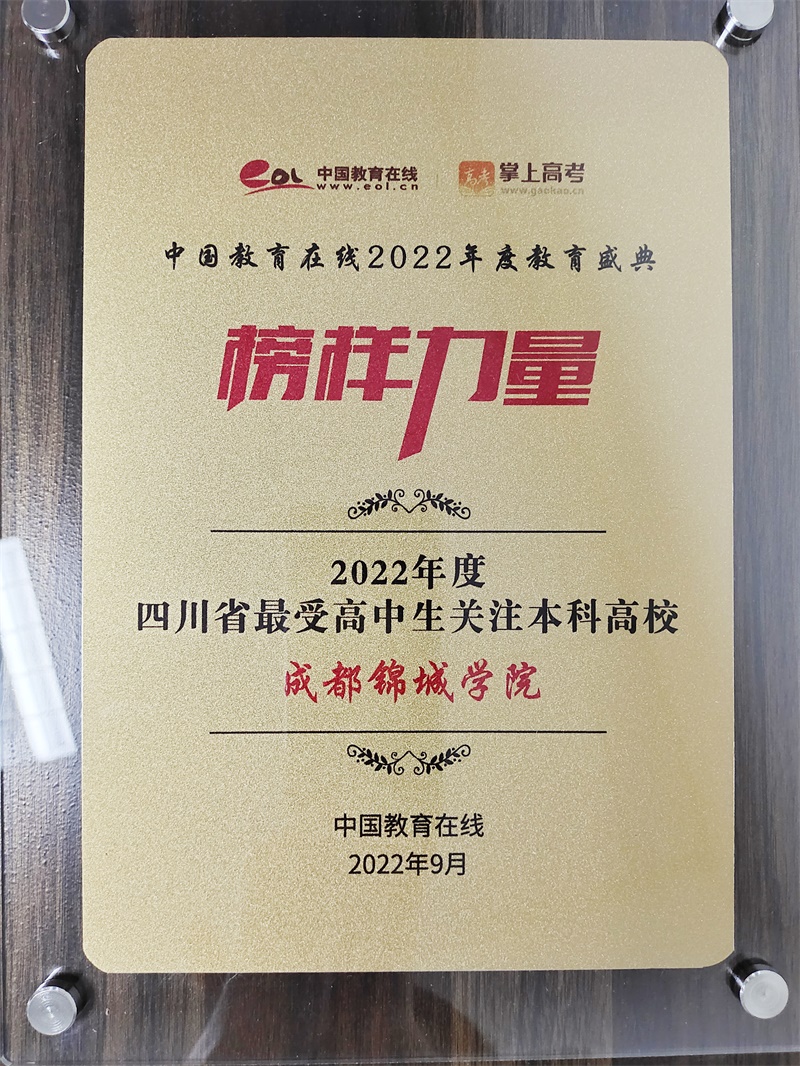 eol 中国教育在线 www.eol.cn
高考 掌上高考 www.gaokao.cn
中国教育在线2022年度教育盛典
榜样力量
2022年度
四川省最受高中生关注本科高校
成都锦城学院
中国教育在线
2022年9月